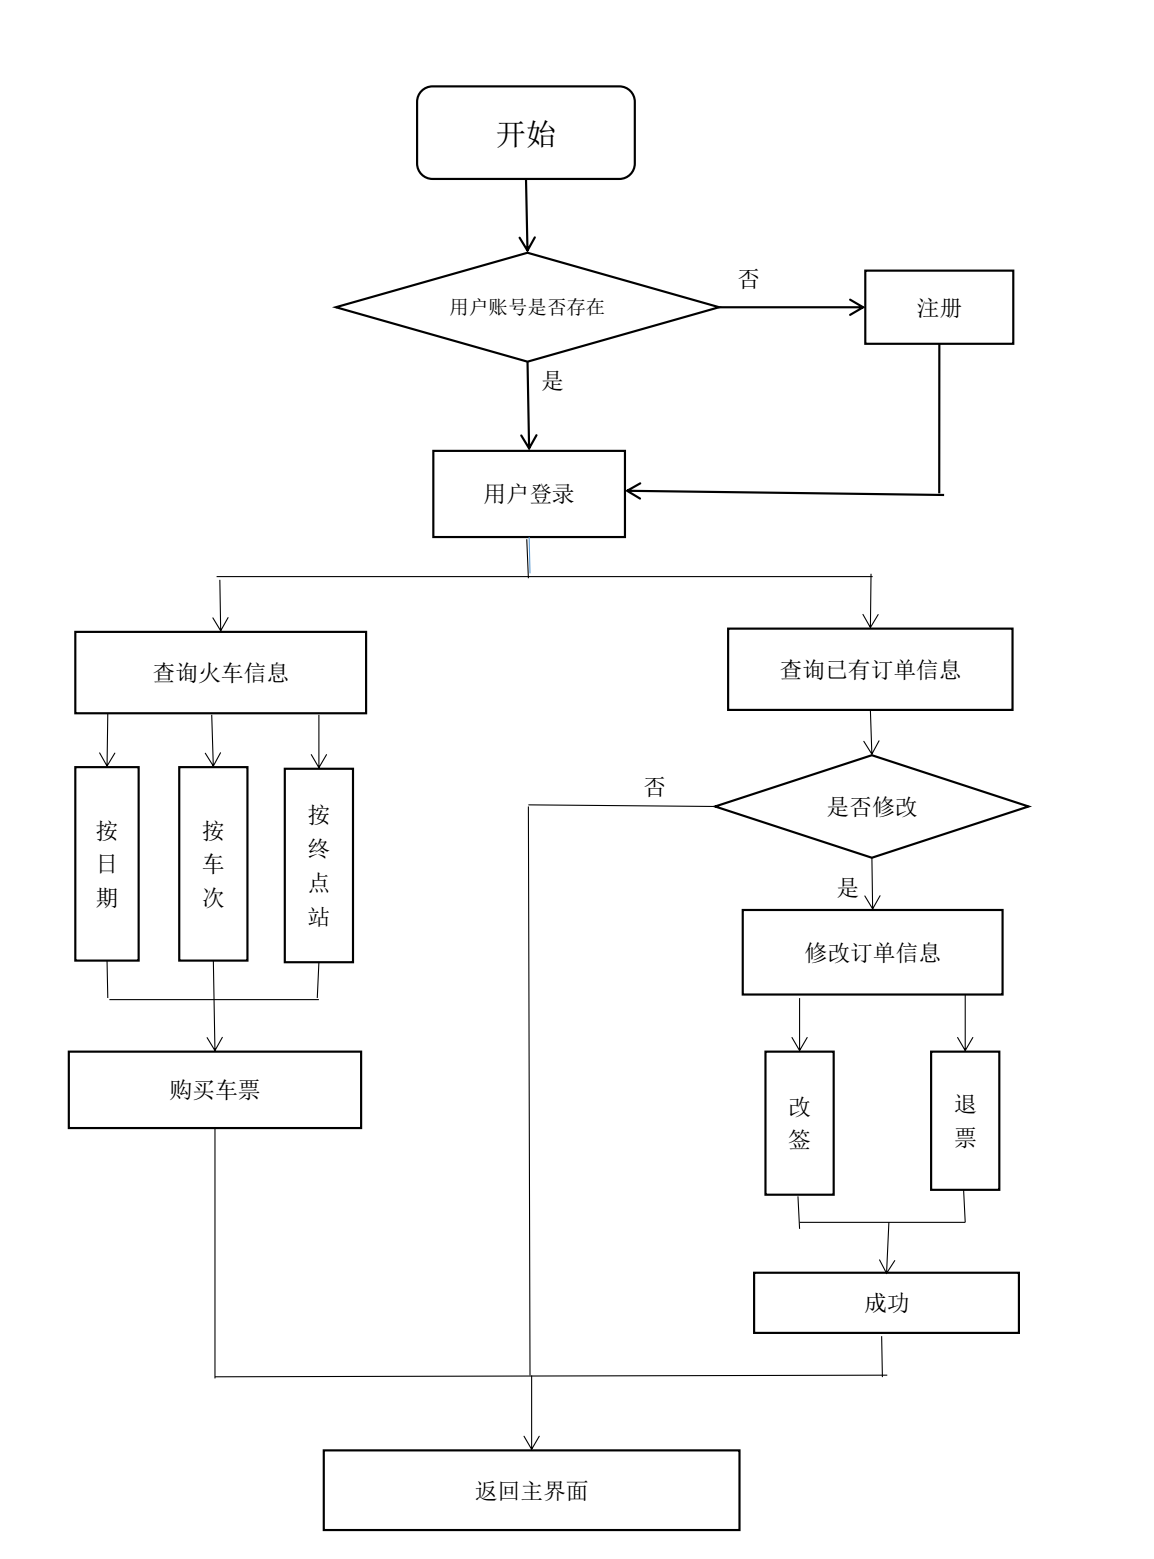 开始
用户账号是否存在
否
注册
是
用户登录
查询火车信息
查询已有订单信息
按
日
期
按
车
次
按
终
点
站
否
是否修改
是
修改订单信息
购买车票
改
签
退
票
成功
返回主界面